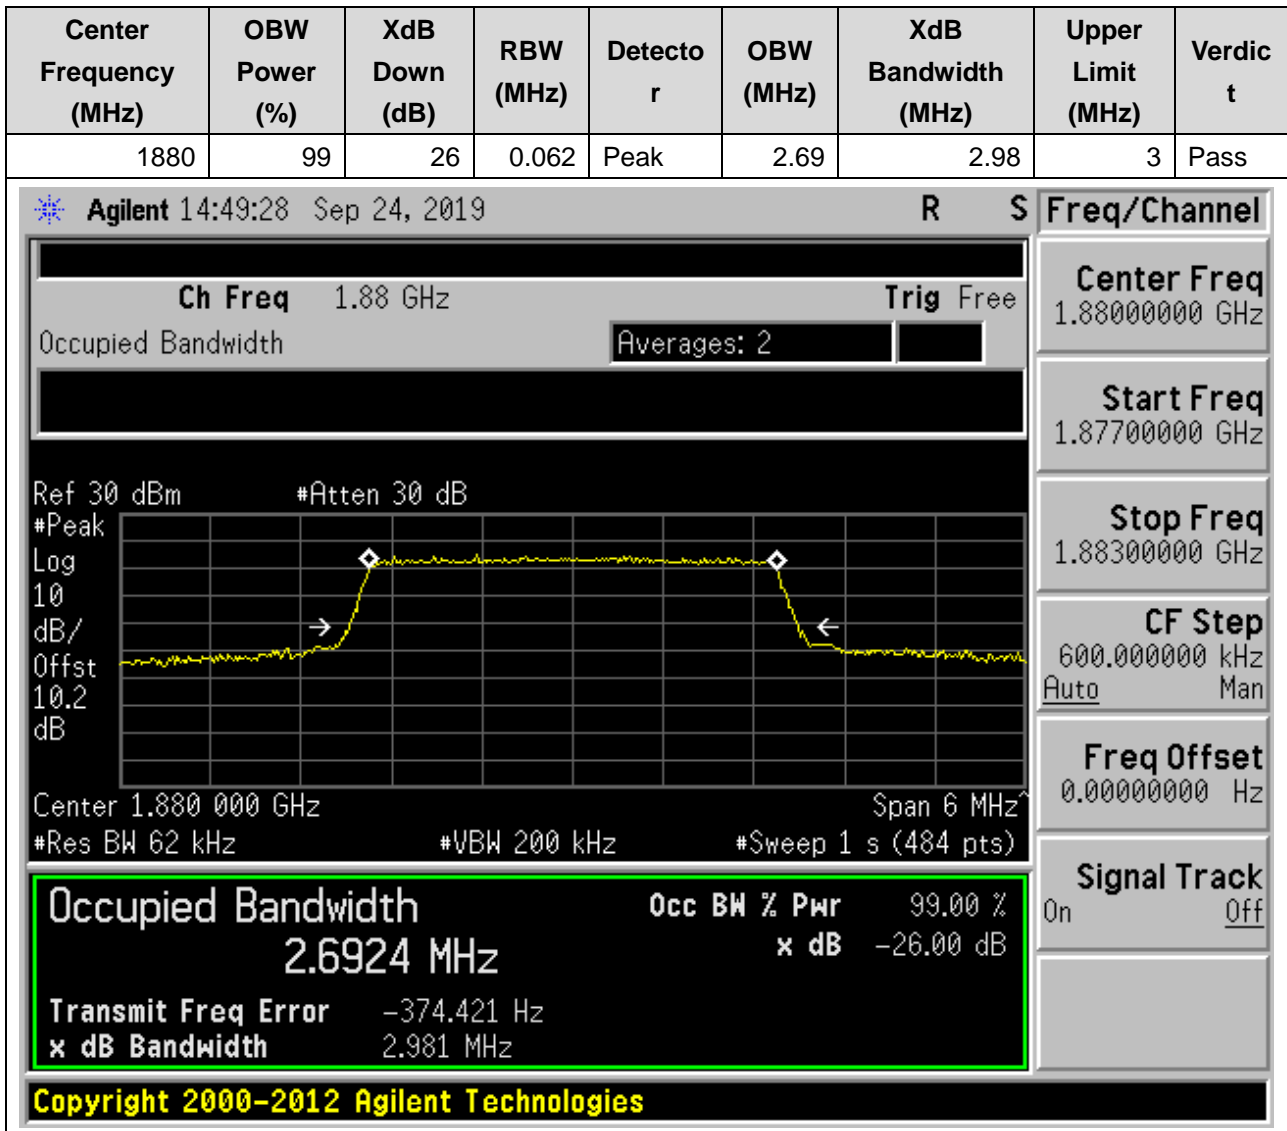 Center Frequency (MHz) OBW Power (%) XdB Down (dB) RBW (MHz) Detecto r OBW (MHz) XdB Bandwidth (MHz) Upper Limit (MHz) Verdic t
1880 99 26 0.062 Peak 2.69 2.98 3 Pass
Agilent 14:49:28 Sep 24, 2019 R S Freq/Channel
Ch Freq 1.88 GHz Trig Free
Occupied Bandwidth Averages: 2
Center Freq
1.88000000 GHz
Start Freq
1.87700000 GHz
Stop Freq
1.88300000 GHz
CF Step
600.000000 kHz
Auto Man
Freq Offset
0.00000000 Hz
Signal Track
On Off
Ref 30 dBm #Atten 30 dB
#Peak
Log
10
dB/
Offst
10.2
dB
Center 1.880 000 GHz Span 6 MHz^
#Res BW 62 kHz #VBW 200 kHz #Sweep 1 s (484 pts)
Occupied Bandwidth Occ BW % Pwr 99.00 %
2.6924 MHz x dB -26.00 dB
Transmit Freq Error -374.421 Hz
x dB Bandwidth 2.981 MHz
Copyright 2000-2012 Agilent Technologies